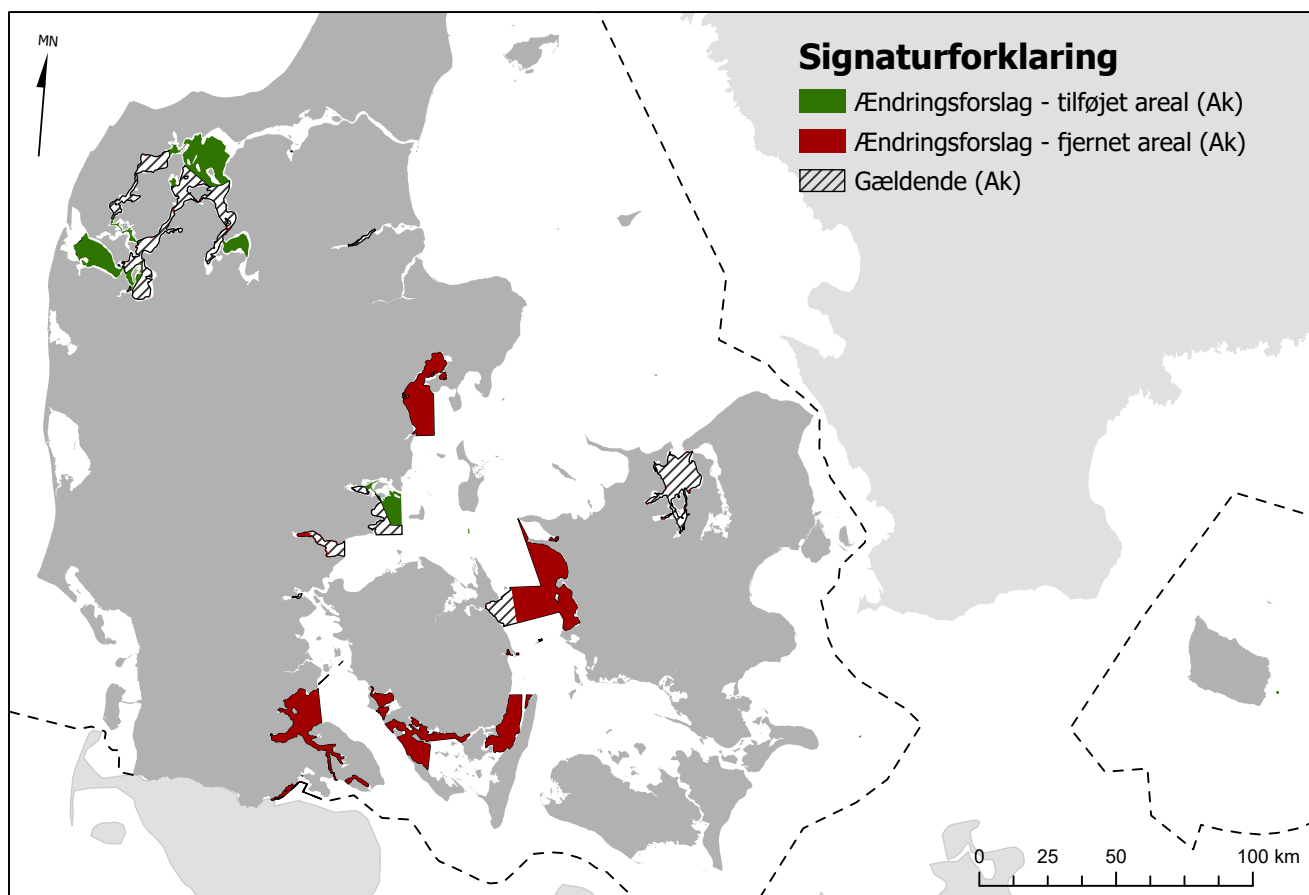 MN
Signaturforklaring
Ændringsforslag - tilføjet areal (Ak)
Ændringsforslag - fjernet areal (Ak)
Gældende (Ak)
0 25 50 100 km